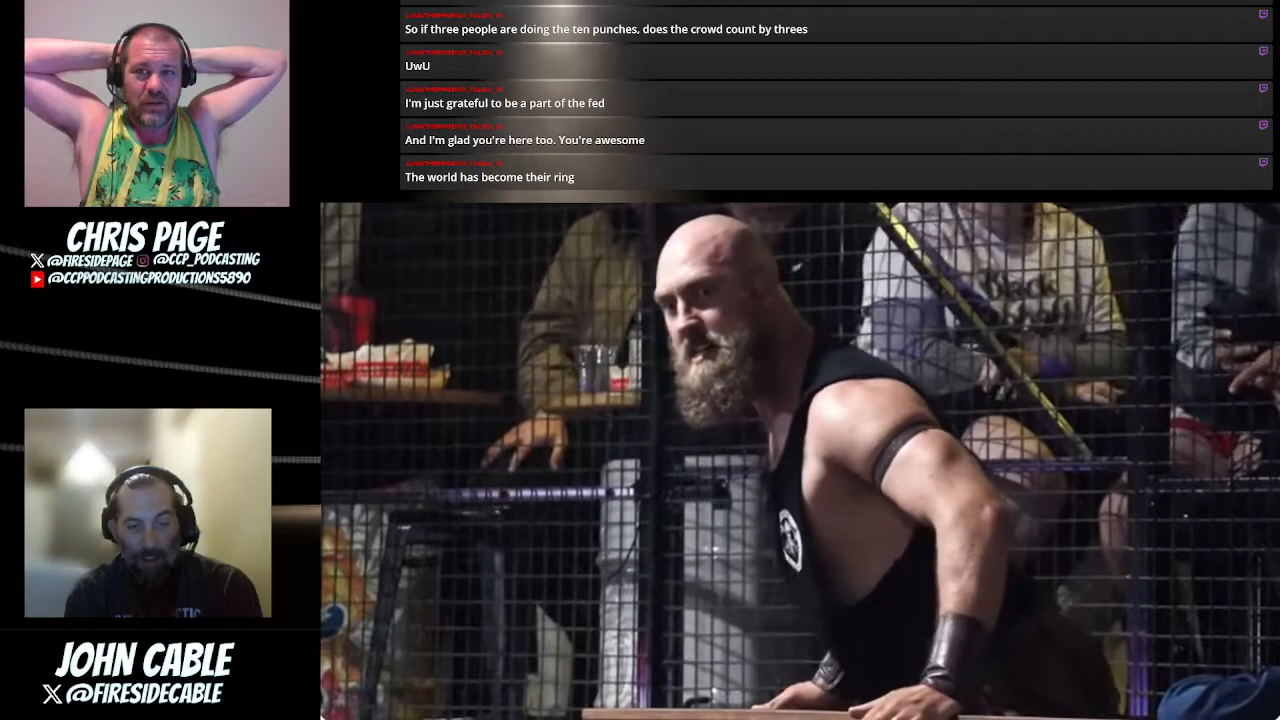 So if three people are doing the ten punches, does the crowd count by threes
UwU
I'm just grateful to be a part of the fed
And I'm glad you're here too. You're awesome
The world has become their ring
CHRIS PAGE
@FIRESIDEPAGE @CCP_PODCASTING
@CCPPODCASTINGPRODUCTIONS5890
JOHN CABLE
@FIRESIDECABLE